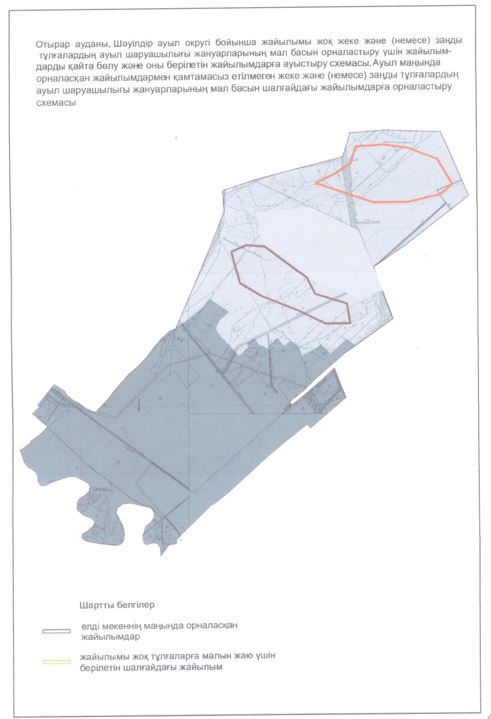 Отырар ауданы, Шәуілдір ауыл округі бойынша жайылымы жоқ жеке және (немесе) заңды
тұлғалардың ауыл шаруашылығы жануарларының мал басын орналастыру үшін жайылым-
дарды қайта бөлу және оны берілетін жайылымдарға ауыстыру схемасы. Ауыл маңында
орналасқан жайылымдармен қамтамасыз етілмеген жеке және (немесе) заңды тұлғалардың
ауыл шаруашылығы жануарларының мал басын шалғайдағы жайылымдарға орналастыру
схемасы
Шартты белгілер
елді мекеннің маңында орналасқан
жайылымдар
жайылымы жоқ тұлғаларға малын жаю үшін
берілетін шалғайдағы жайылым